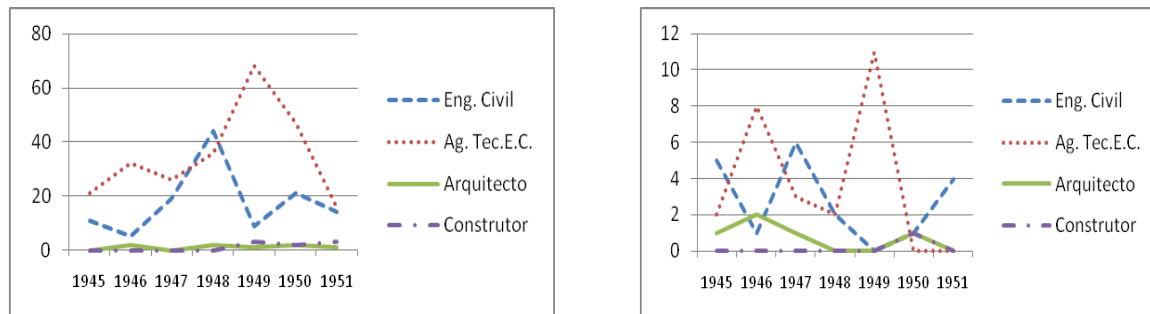 80
60
40
20
0
1945 1946 1947 1948 1949 1950 1951
Eng. Civil
Ag. Tec.E.C.
Arquitecto
Construtor
12
10
8
6
4
2
0
1945 1946 1947 1948 1949 1950 1951
Eng. Civil
Ag. Tec.E.C.
Arquitecto
Construtor